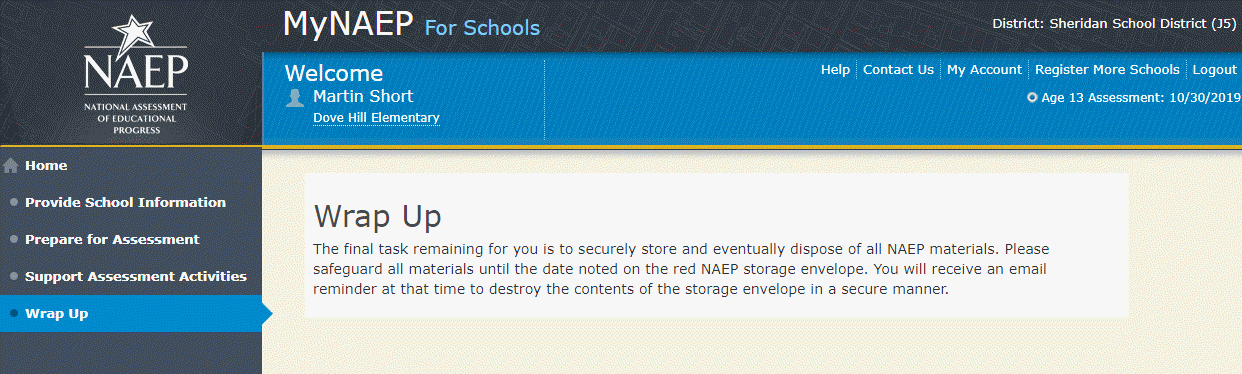 NAEP
NATIONAL ASSESSMENT
OF EDUCATIONAL
PROGRESS
MyNAEP For Schools
District: Sheridan School District (J5)
Welcome
Martin Short
Dove Hill Elementary
Help Contact Us My Account Register More Schools Logout
Age 13 Assessment: 10/30/2019
Home
Provide School Information
Prepare for Assessment
Support Assessment Activities
Wrap Up
Wrap Up
The final task remaining for you is to securely store and eventually dispose of all NAEP materials. Please
safeguard all materials until the date noted on the red NAEP storage envelope. You will receive an email
reminder at that time to destroy the contents of the storage envelope in a secure manner.